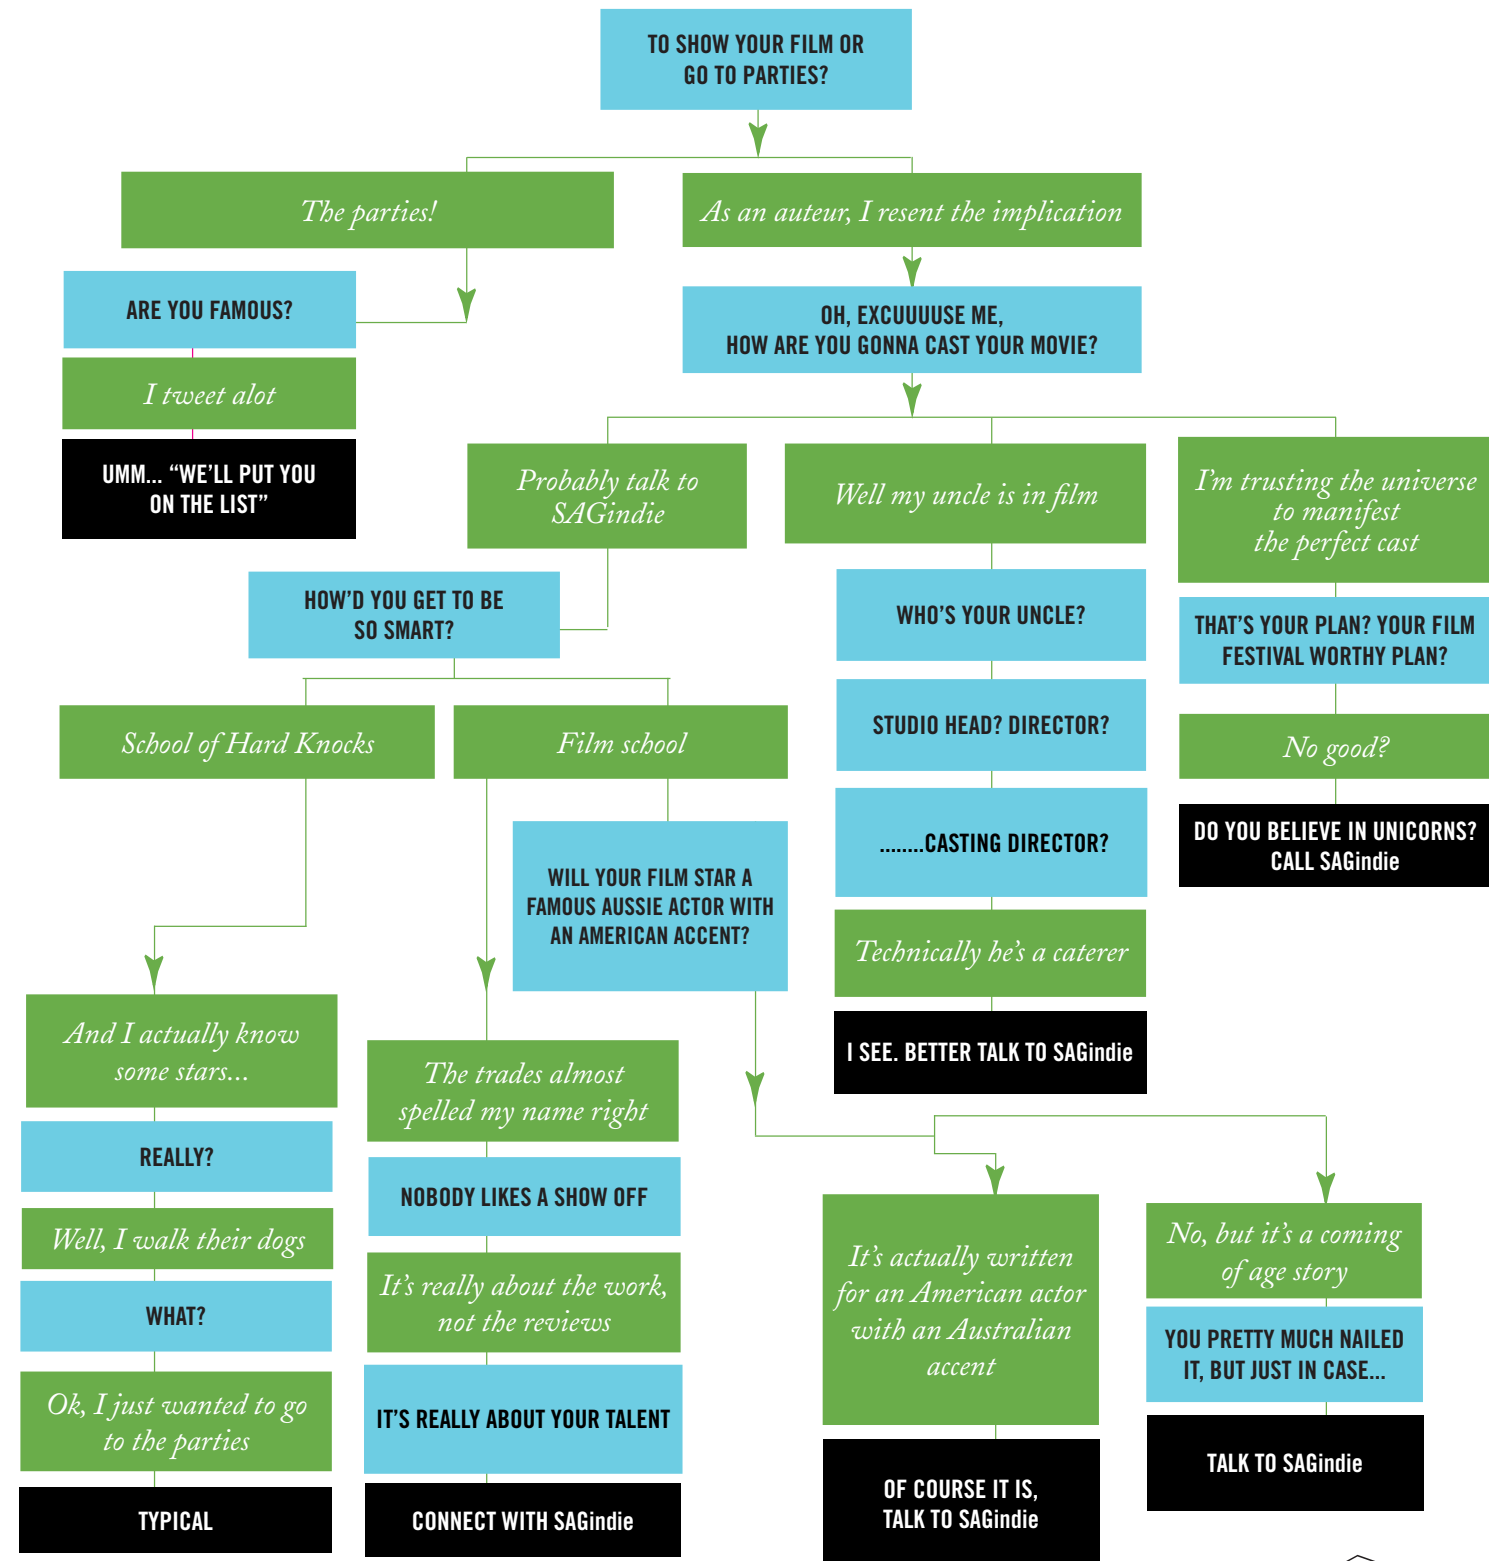 TO SHOW YOUR FILM OR
GO TO PARTIES?
The parties!
As an auteur, I resent the implication
ARE YOU FAMOUS?
I tweet alot
UMM... “WE’LL PUT YOU
ON THE LIST”
OH, EXCUUUUSE ME,
HOW ARE YOU GONNA CAST YOUR MOVIE?
Probably talk to
SAGindie
Well my uncle is in film
I’m trusting the universe
to manifest
the perfect cast
HOW’D YOU GET TO BE
SO SMART?
WHO’S YOUR UNCLE?
THAT’S YOUR PLAN? YOUR FILM
FESTIVAL WORTHY PLAN?
STUDIO HEAD? DIRECTOR?
No good?
School of Hard Knocks
Film school
........CASTING DIRECTOR?
DO YOU BELIEVE IN UNICORNS?
CALL SAGindie
WILL YOUR FILM STAR A
FAMOUS AUSSIE ACTOR WITH
AN AMERICAN ACCENT?
Technically he’s a caterer
I SEE. BETTER TALK TO SAGindie
And I actually know
some stars...
REALLY?
Well, I walk their dogs
WHAT?
Ok, I just wanted to go
to the parties
TYPICAL
The trades almost
spelled my name right
NOBODY LIKES A SHOW OFF
It’s really about the work,
not the reviews
IT’S REALLY ABOUT YOUR TALENT
CONNECT WITH SAGindie
It’s actually written
for an American actor
with an Australian
accent
OF COURSE IT IS,
TALK TO SAGindie
No, but it’s a coming
of age story
YOU PRETTY MUCH NAILED
IT, BUT JUST IN CASE...
TALK TO SAGindie